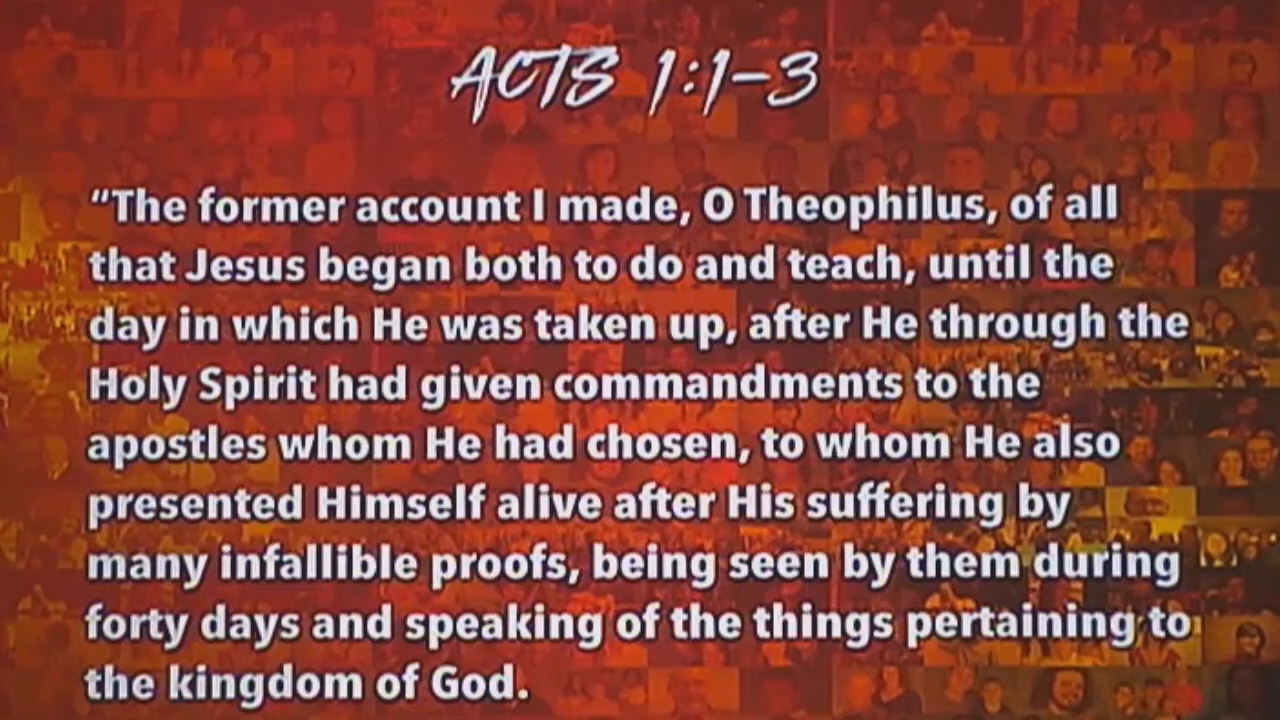 ACTS 1:1-3
“The former account I made, O Theophilus, of all
that Jesus began both to do and teach, until the
day in which He was taken up, after He through the
Holy Spirit had given commandments to the
apostles whom He had chosen, to whom He also
presented Himself alive after His suffering by
many infallible proofs, being seen by them during
forty days and speaking of the things pertaining to
the kingdom of God.